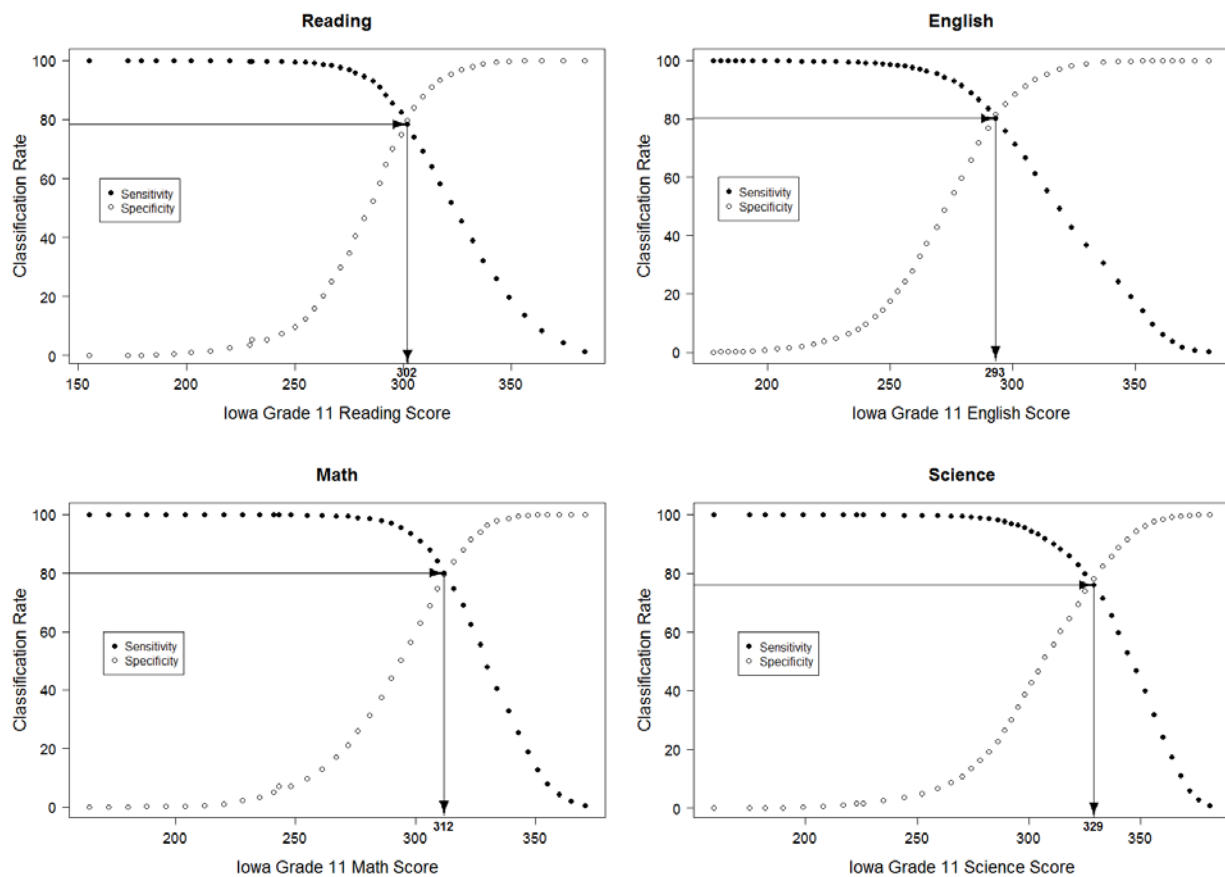 Reading
100
80
60
40
20
0
Classification Rate
Sensitivity
Specificity
150
200
250
300
350
302
Iowa Grade 11 Reading Score
English
100
80
60
40
20
0
Classification Rate
Sensitivity
Specificity
200
250
300
350
293
Iowa Grade 11 English Score
Math
100
80
60
40
20
0
Classification Rate
Sensitivity
Specificity
200
250
300
350
312
Iowa Grade 11 Math Score
Science
100
80
60
40
20
0
Classification Rate
Sensitivity
Specificity
200
250
300
350
329
Iowa Grade 11 Science Score